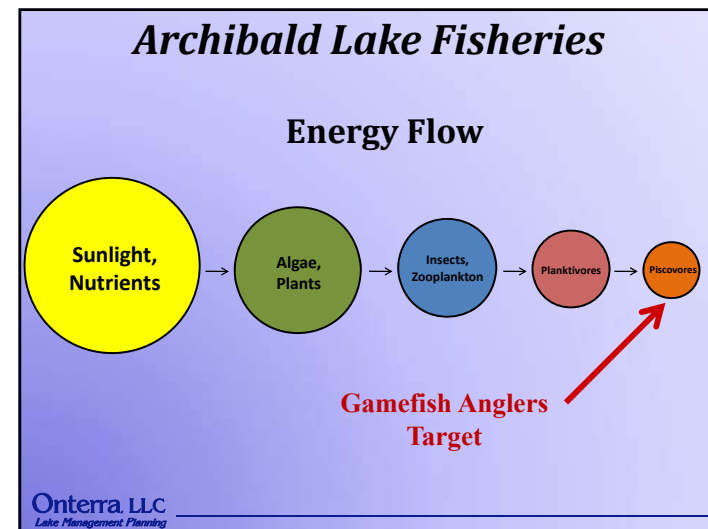 Archibald Lake Fisheries
Energy Flow
Sunlight,
Nutrients
Algae,
Plants
Insects,
Zooplankton
Planktivores
Piscovores
Gamefish Anglers
Target
Onterra, LLC
Lake Management Planning